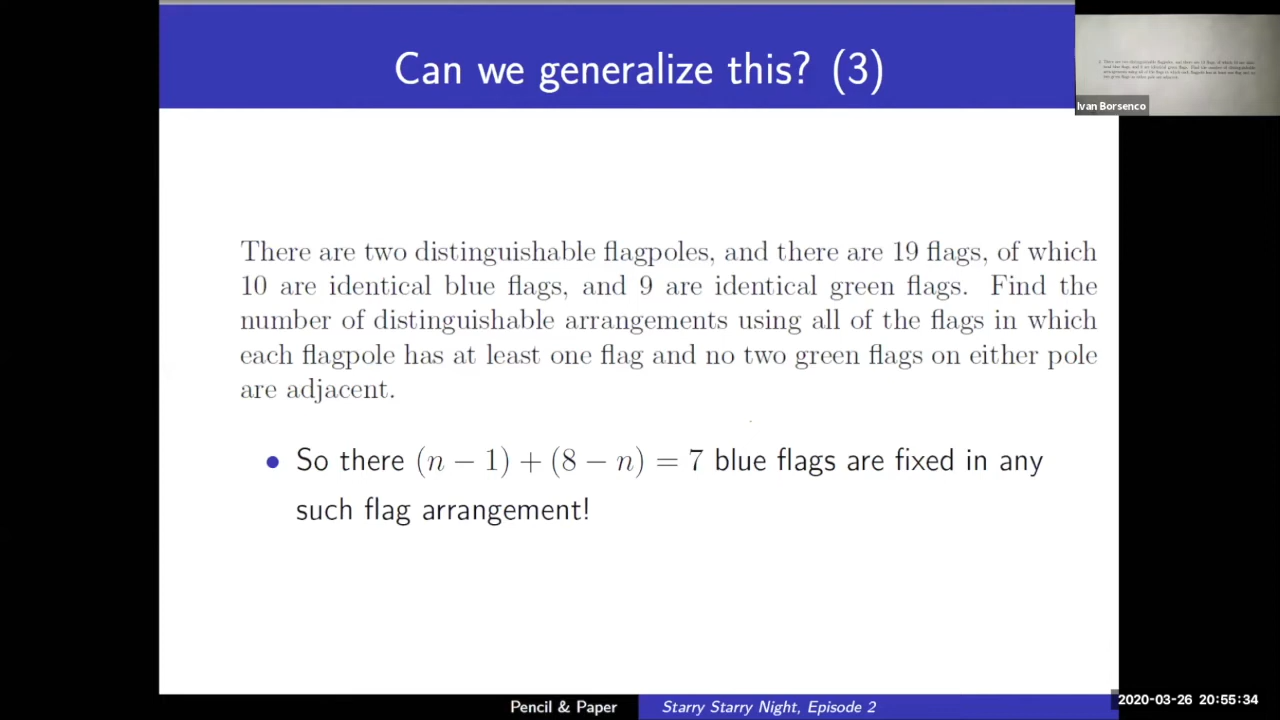 Can we generalize this? (3)
Ivan Borsenco
There are two distinguishable flagpoles, and there are 19 flags, of which
10 are identical blue flags, and 9 are identical green flags. Find the
number of distinguishable arrangements using all of the flags in which
each flagpole has at least one flag and no two green flags on either pole
are adjacent.
• So there (n − 1) + (8 − n) = 7 blue flags are fixed in any
such flag arrangement!
Pencil & Paper
Starry Starry Night, Episode 2
2020-03-26 20:55:34